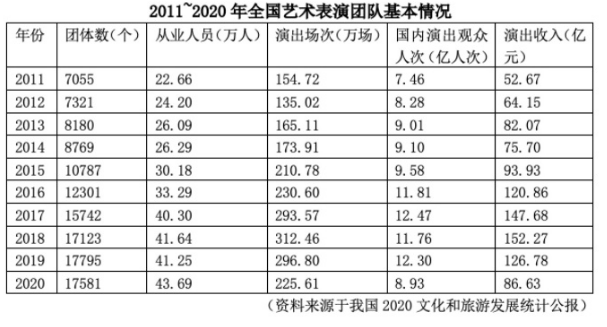 2011~2020 年全国艺术表演团队基本情况
年份 团体数(个) 从业人员(万人) 演出场次(万场) 国内演出观众人次(亿人次) 演出收入(亿元)
2011 7055 22.66 154.72 7.46 52.67
2012 7321 24.20 135.02 8.28 64.15
2013 8180 26.09 165.11 9.01 82.07
2014 8769 26.29 173.91 9.10 75.70
2015 10787 30.18 210.78 9.58 93.93
2016 12301 33.29 230.60 11.81 120.86
2017 15742 40.30 293.57 12.47 147.68
2018 17123 41.64 312.46 11.76 152.27
2019 17795 41.25 296.80 12.30 126.78
2020 17581 43.69 225.61 8.93 86.63
(资料来源于我国 2020 文化和旅游发展统计公报)